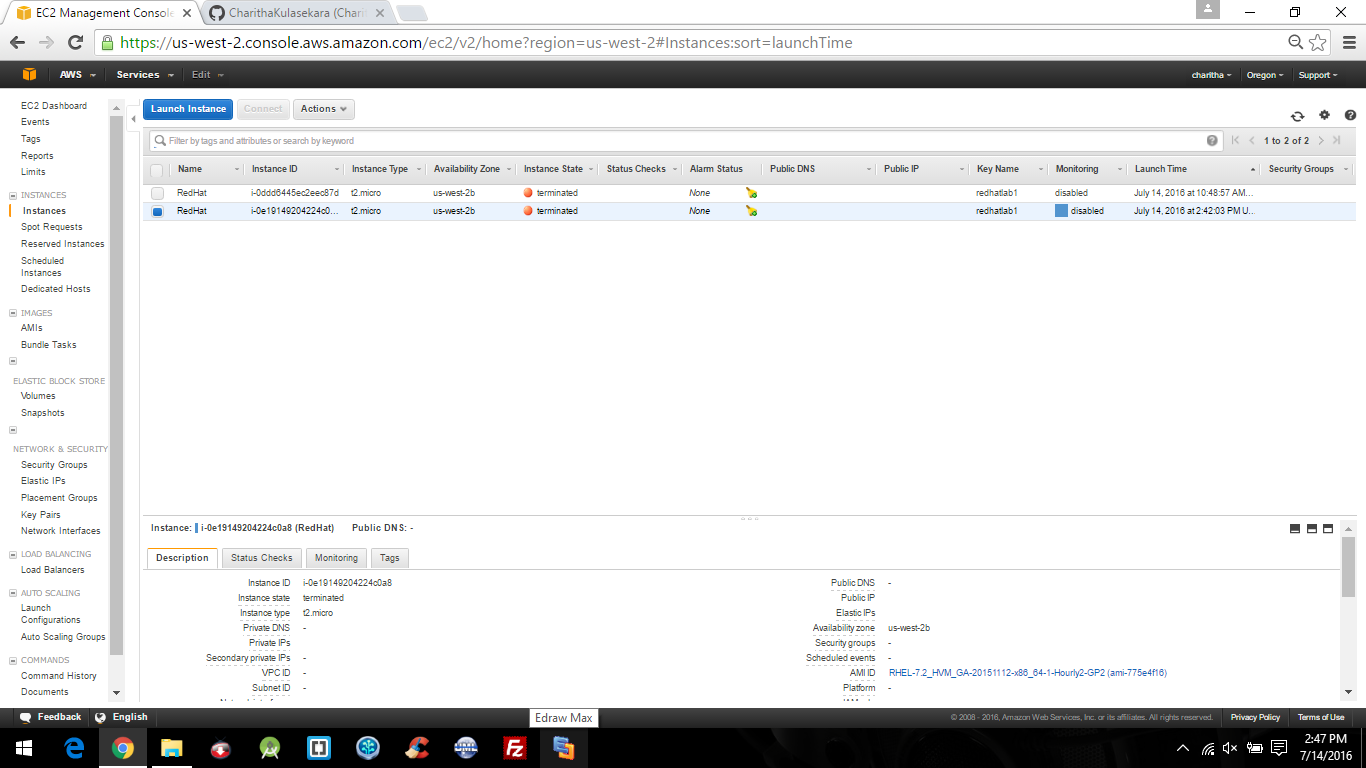 EC2 Management Console
CharithaKulasekara (Charit
https://us-west-2.console.aws.amazon.com/ec2/v2/home?region=us-west-2#Instances:sort=launchTime
AWS Services Edit charitha Oregon Support
EC2 Dashboard
Events
Tags
Reports
Limits
INSTANCES
Instances
Spot Requests
Reserved Instances
Scheduled
Instances
Dedicated Hosts
IMAGES
AMIs
Bundle Tasks
ELASTIC BLOCK STORE
Volumes
Snapshots
NETWORK & SECURITY
Security Groups
Elastic IPs
Placement Groups
Key Pairs
Network Interfaces
LOAD BALANCING
Load Balancers
AUTO SCALING
Launch
Configurations
Auto Scaling Groups
COMMANDS
Command History
Documents
Launch Instance Connect Actions
Filter by tags and attributes or search by keyword 1 to 2 of 2
Name Instance ID Instance Type Availability Zone Instance State Status Checks Alarm Status Public DNS Public IP Key Name Monitoring Launch Time Security Groups
RedHat i-0ddd6445ec2eec87d t2.micro us-west-2b terminated None redhatlab1 disabled July 14, 2016 at 10:48:57 AM...
RedHat i-0e19149204224c0... t2.micro us-west-2b terminated None redhatlab1 disabled July 14, 2016 at 2:42:03 PM U...
Instance: i-0e19149204224c0a8 (RedHat) Public DNS: -
Description Status Checks Monitoring Tags
Instance ID i-0e19149204224c0a8 Public DNS -
Instance state terminated Public IP
Instance type t2.micro Elastic IPs
Private DNS - Availability zone us-west-2b
Private IPs Security groups -
Secondary private IPs - Scheduled events -
VPC ID - AMI ID RHEL-7.2_HVM_GA-20151112-x86_64-1-Hourly2-GP2 (ami-775e4f16)
Subnet ID - Platform -
Feedback English © 2008 - 2016, Amazon Web Services, Inc. or its affiliates. All rights reserved. Privacy Policy Terms of Use
Edraw Max
2:47 PM
7/14/2016